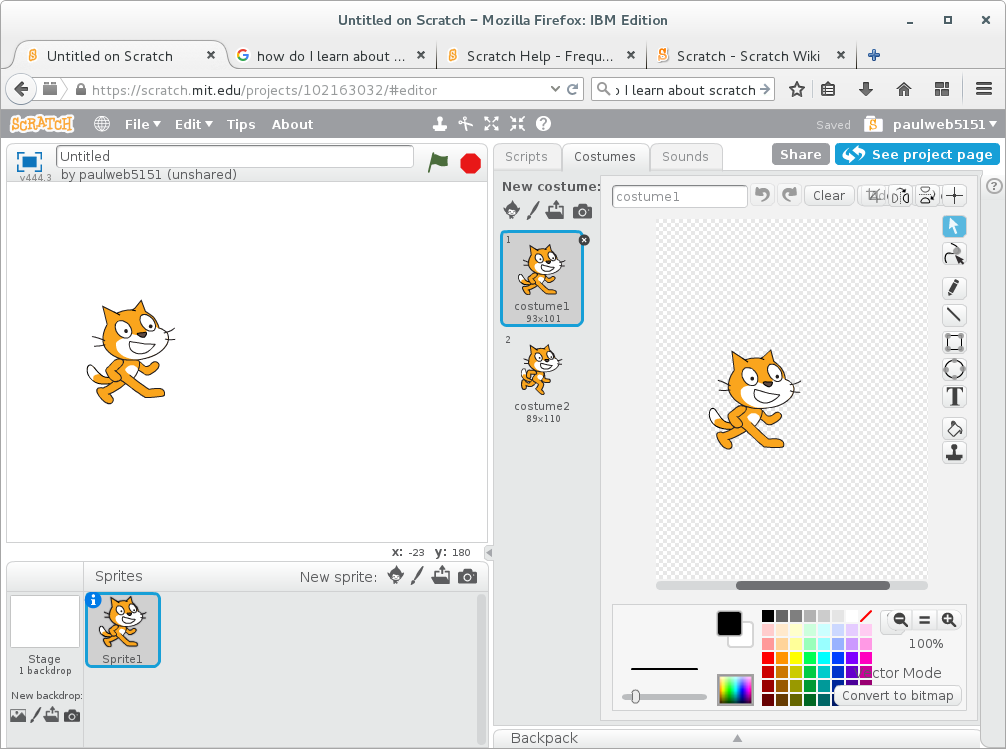 Untitled on Scratch – Mozilla Firefox: IBM Edition
Untitled on Scratch
how do I learn about ...
Scratch Help - Frequ...
Scratch - Scratch Wiki
https://scratch.mit.edu/projects/102163032/#editor
I learn about scratch
SCRATCH
File
Edit
Tips
About
Saved
paulweb5151
Untitled
by paulweb5151 (unshared)
v444.3
Scripts
Costumes
Sounds
Share
See project page
New costume:
costume1
Clear
1
costume1
93x101
2
costume2
89x110
T
x: -23 y: 180
Sprites
New sprite:
Sprite1
Stage
1 backdrop
New backdrop:
100%
ctor Mode
Convert to bitmap
Backpack